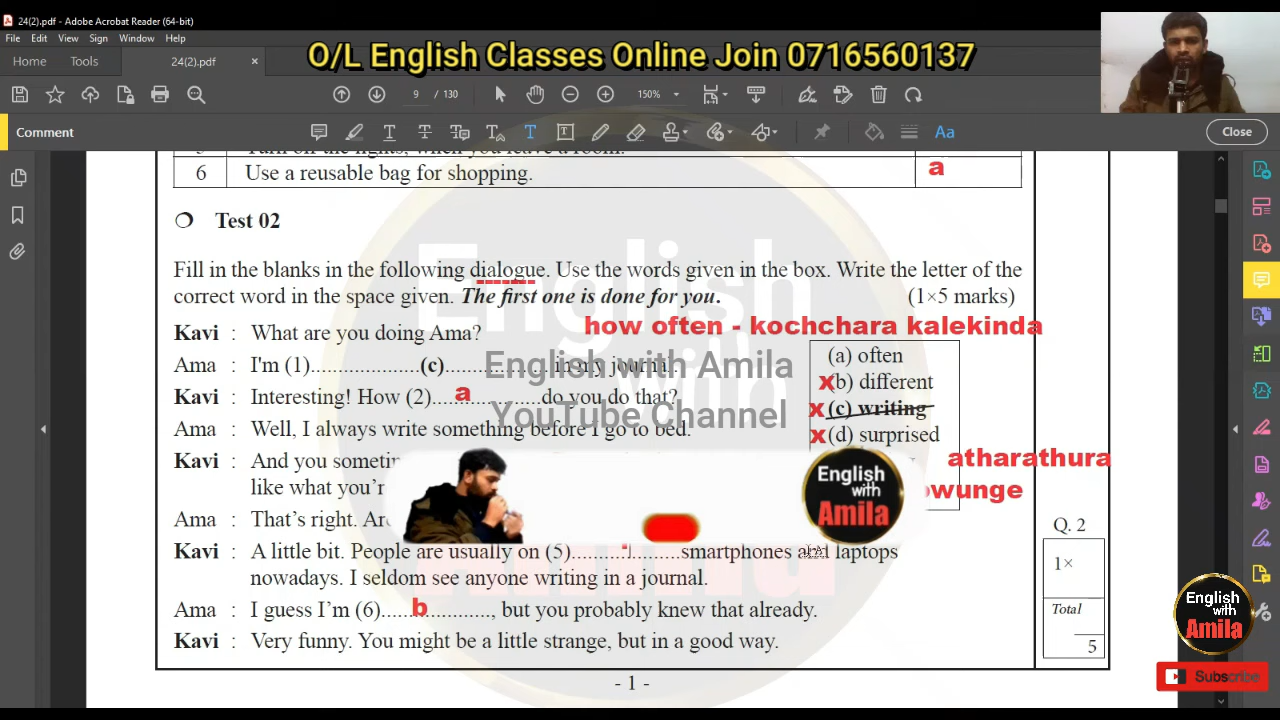 24(2).pdf - Adobe Acrobat Reader (64-bit)
File Edit View Sign Window Help
O/L English Classes Online Join 0716560137
Home Tools 24(2).pdf ×
9 / 130 150%
Comment Close
6 Use a reusable bag for shopping. a
Test 02
Fill in the blanks in the following dialogue. Use the words given in the box. Write the letter of the
correct word in the space given. The first one is done for you. (1×5 marks)
how often - kochchara kalekinda
Kavi : What are you doing Ama?
Ama : I'm (1)....................(c)................... in my journal.
Kavi : Interesting! How (2)......a..............do you do that?
Ama : Well, I always write something before I go to bed.
Kavi : And you
like what you're
Ama : That's right.
Kavi : A little bit. People are usually on (5)....................smartphones and laptops
nowadays. I seldom see anyone writing in a journal.
Ama : I guess I'm (6).....b.............., but you probably knew that already.
Kavi : Very funny. You might be a little strange, but in a good way.
(a) often
x b) different
x (c) writing
x (d) surprised
atharathura
English with Amila
YouTube Channel
English
with
Amila
Q. 2
1×
Total
5
English
with
Amila
Subscribe
- 1 -
English
with
Amila